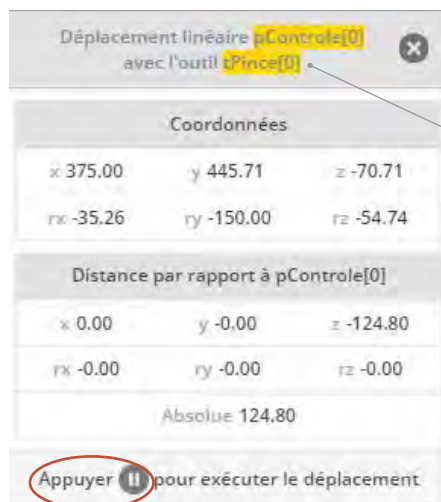 Déplacement linéaire pControle[0]
avec l'outil tPince[0]
Coordonnées
x 375.00 y 445.71 z -70.71
rx -35.26 ry -150.00 rz -54.74
Distance par rapport à pControle[0]
x 0.00 y -0.00 z -124.80
rx -0.00 ry -0.00 rz -0.00
Absolue 124.80
Appuyer pour exécuter le déplacement